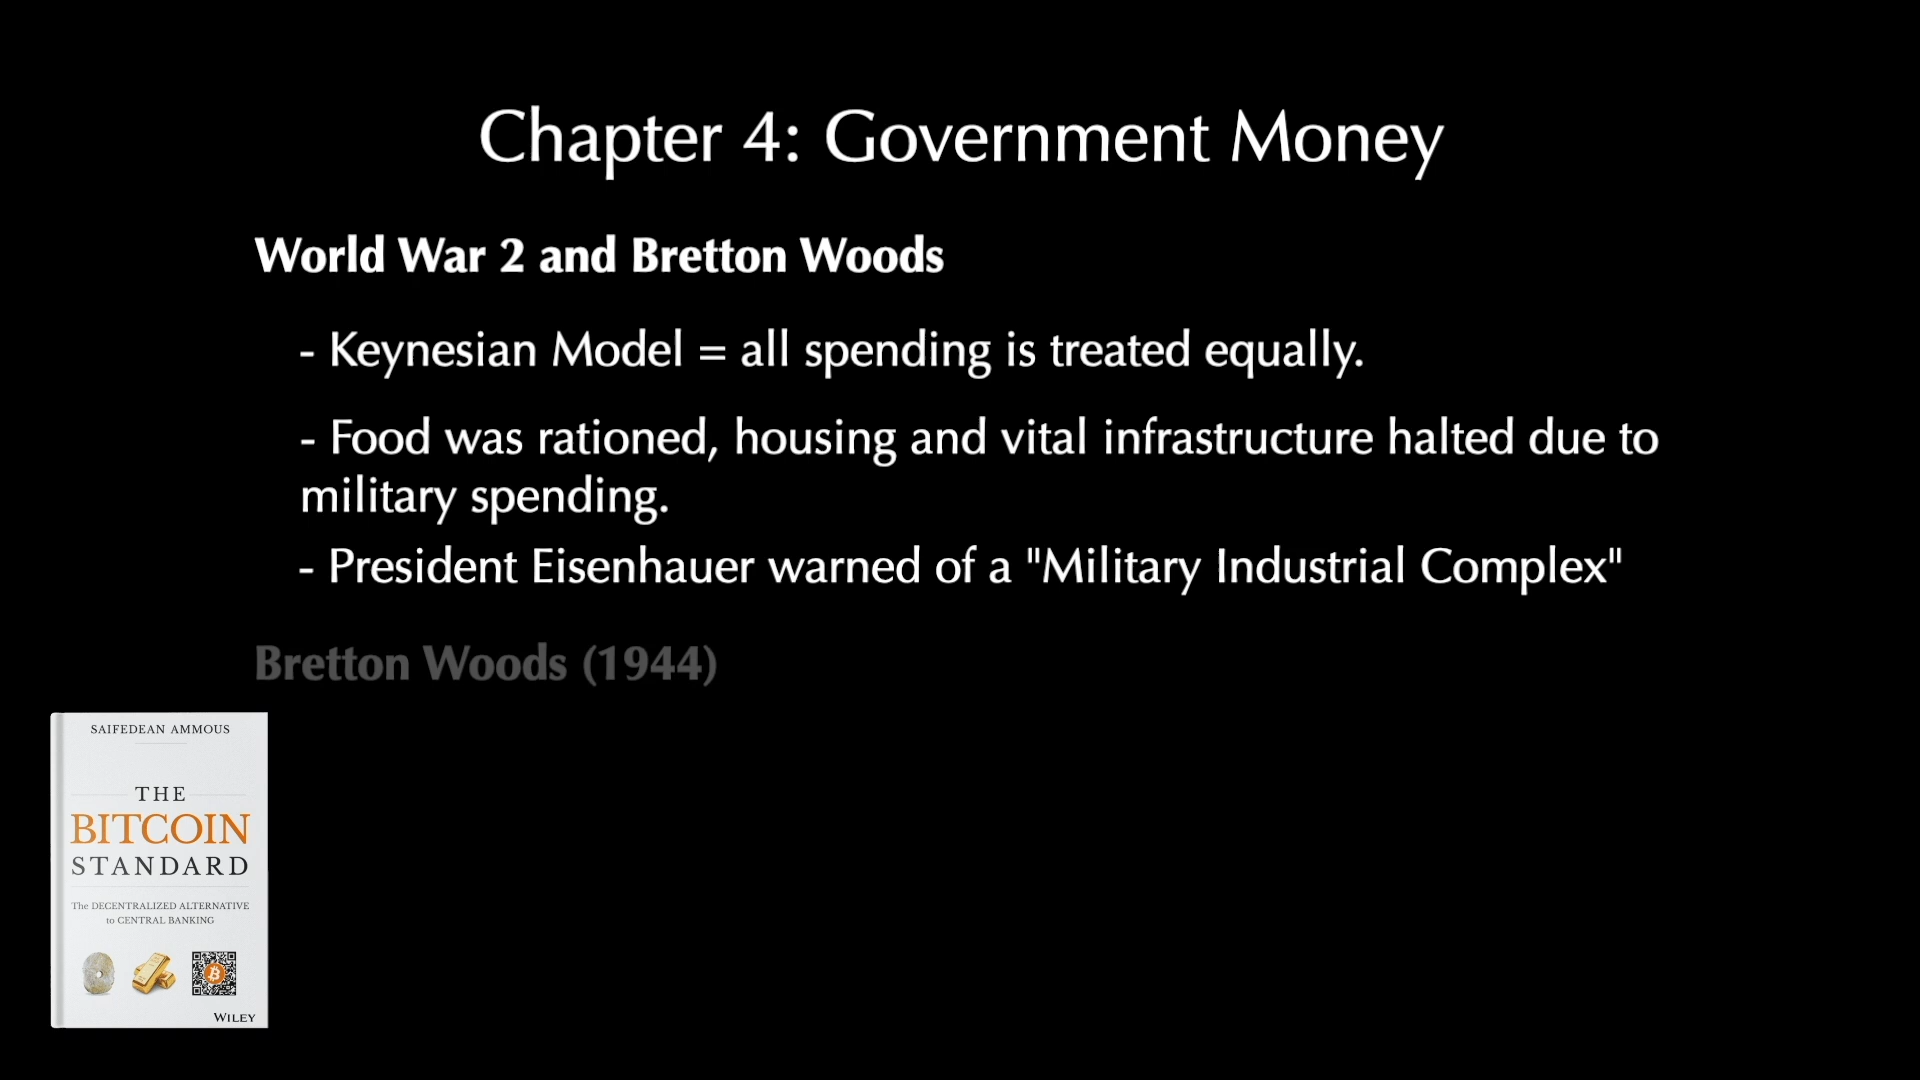 Chapter 4: Government Money
World War 2 and Bretton Woods
- Keynesian Model = all spending is treated equally.
- Food was rationed, housing and vital infrastructure halted due to
military spending.
- President Eisenhauer warned of a "Military Industrial Complex"
Bretton Woods (1944)
SAIFEDEAN AMMOUS
THE
BITCOIN
STANDARD
The DECENTRALIZED ALTERNATIVE
to CENTRAL BANKING
WILEY